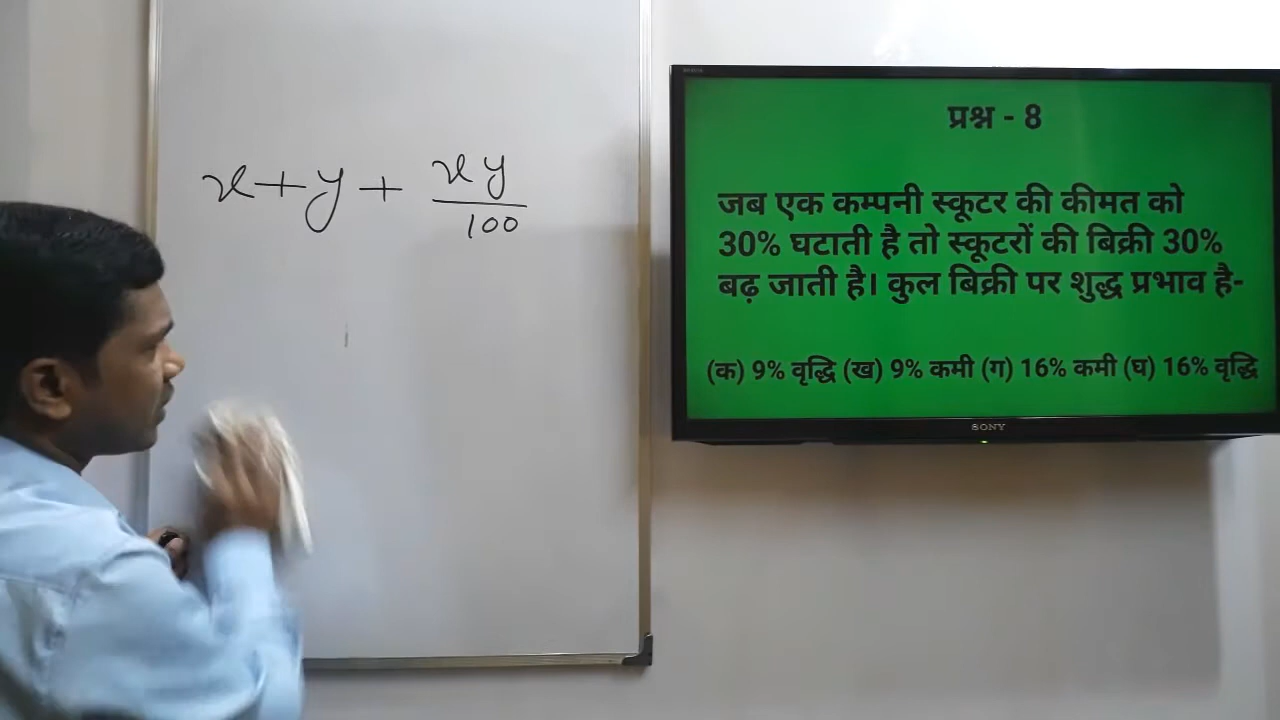 x+y+ xy/100
प्रश्न - 8
जब एक कम्पनी स्कूटर की कीमत को
30% घटाती है तो स्कूटरों की बिक्री 30%
बढ़ जाती है। कुल बिक्री पर शुद्ध प्रभाव है-
(क) 9% वृद्धि (ख) 9% कमी (ग) 16% कमी (घ) 16% वृद्धि
SONY